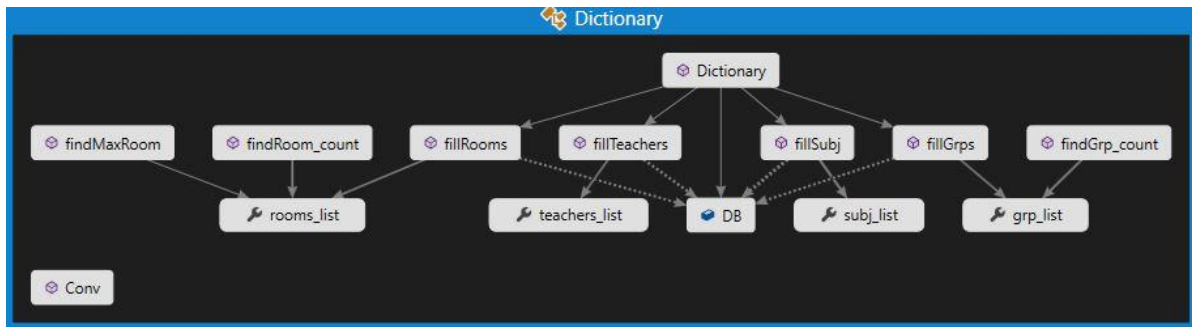 Dictionary
Dictionary
findMaxRoom
findRoom_count
fillRooms
fillTeachers
fillSubj
fillGrps
findGrp_count
rooms_list
teachers_list
DB
subj_list
grp_list
Conv